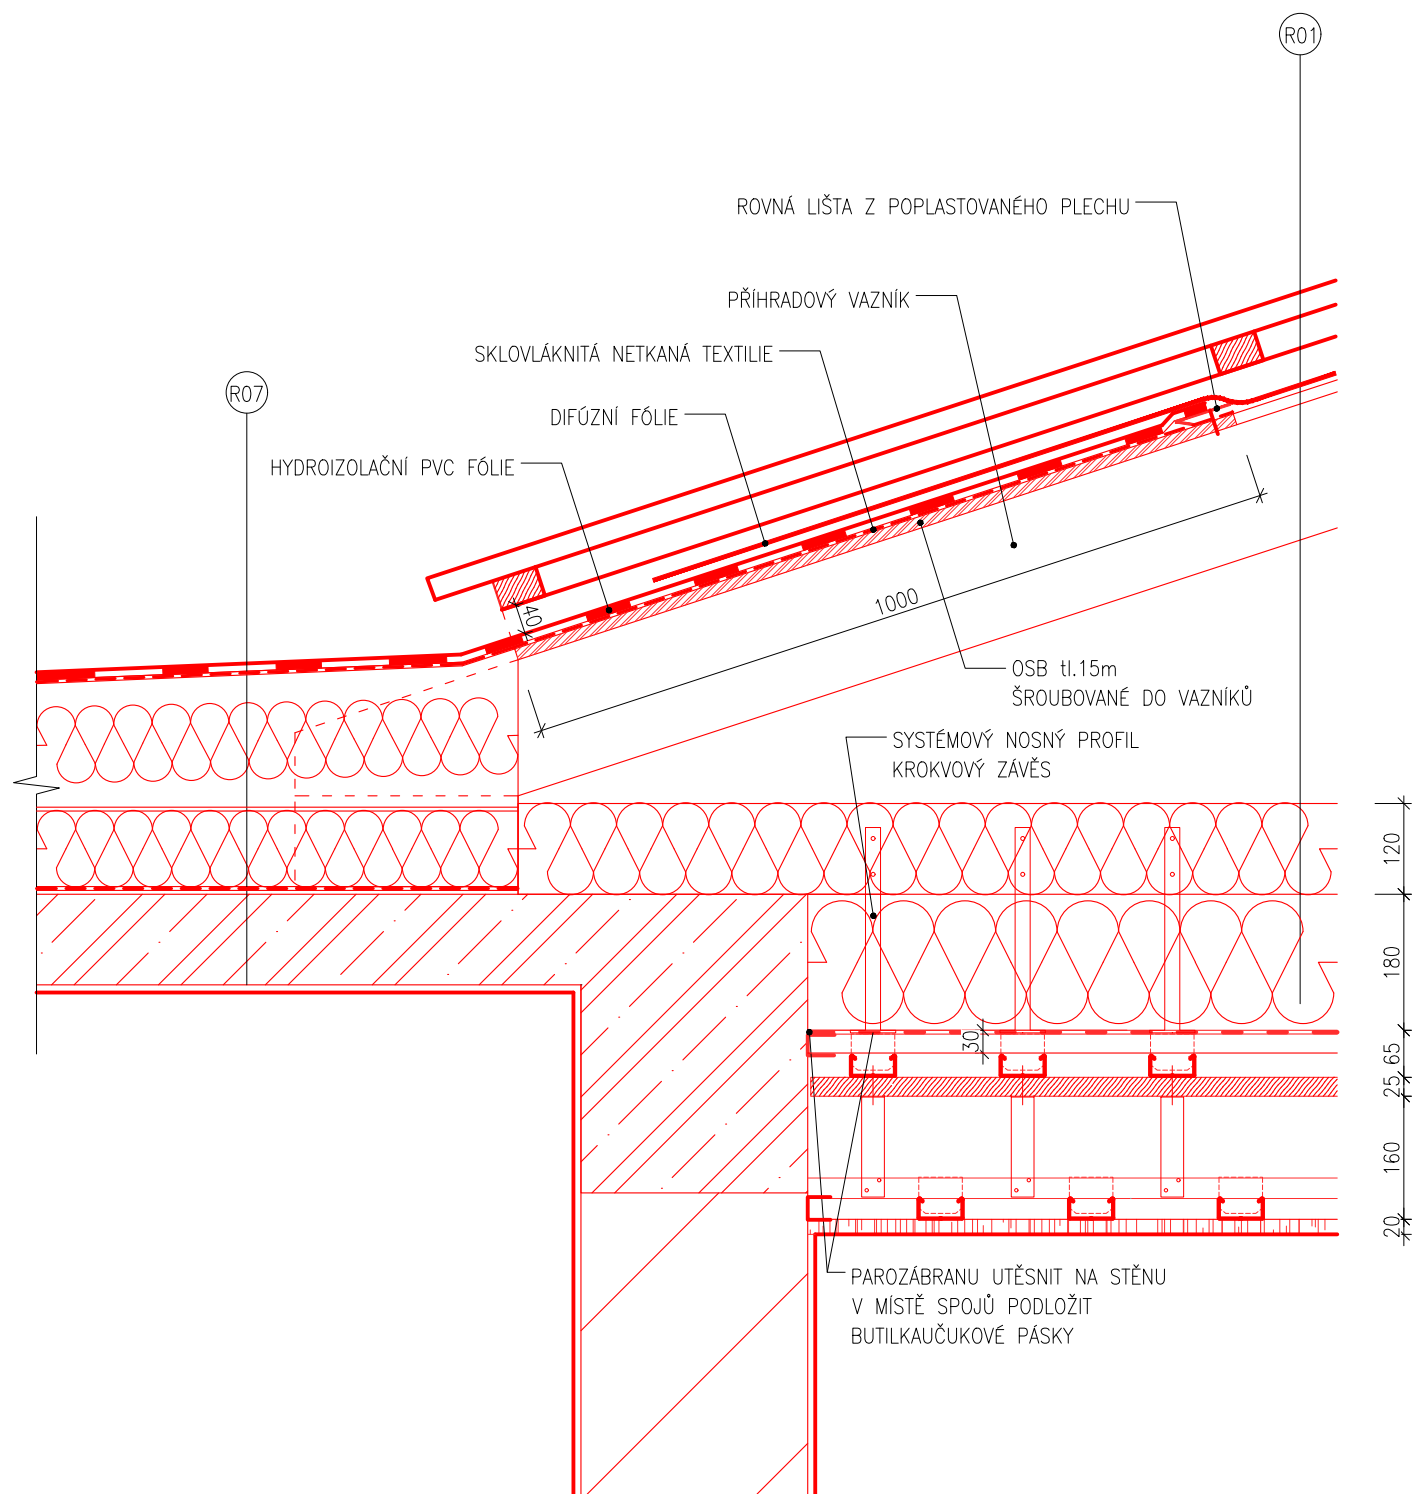 R01
ROVNÁ LIŠTA Z POPLASTOVANÉHO PLECHU
PŘÍHRADOVÝ VAZNÍK
SKLOVLÁKNITÁ NETKANÁ TEXTILIE
R07
DIFÚZNÍ FÓLIE
HYDROIZOLAČNÍ PVC FÓLIE
40
1000
OSB tl.15m
ŠROUBOVANÉ DO VAZNÍKŮ
SYSTÉMOVÝ NOSNÝ PROFIL
KROKVOVÝ ZÁVĚS
120
180
30
65
25
160
20
PAROZÁBRANU UTĚSNIT NA STĚNU
V MÍSTĚ SPOJŮ PODLOŽIT
BUTILKAUČUKOVÉ PÁSKY